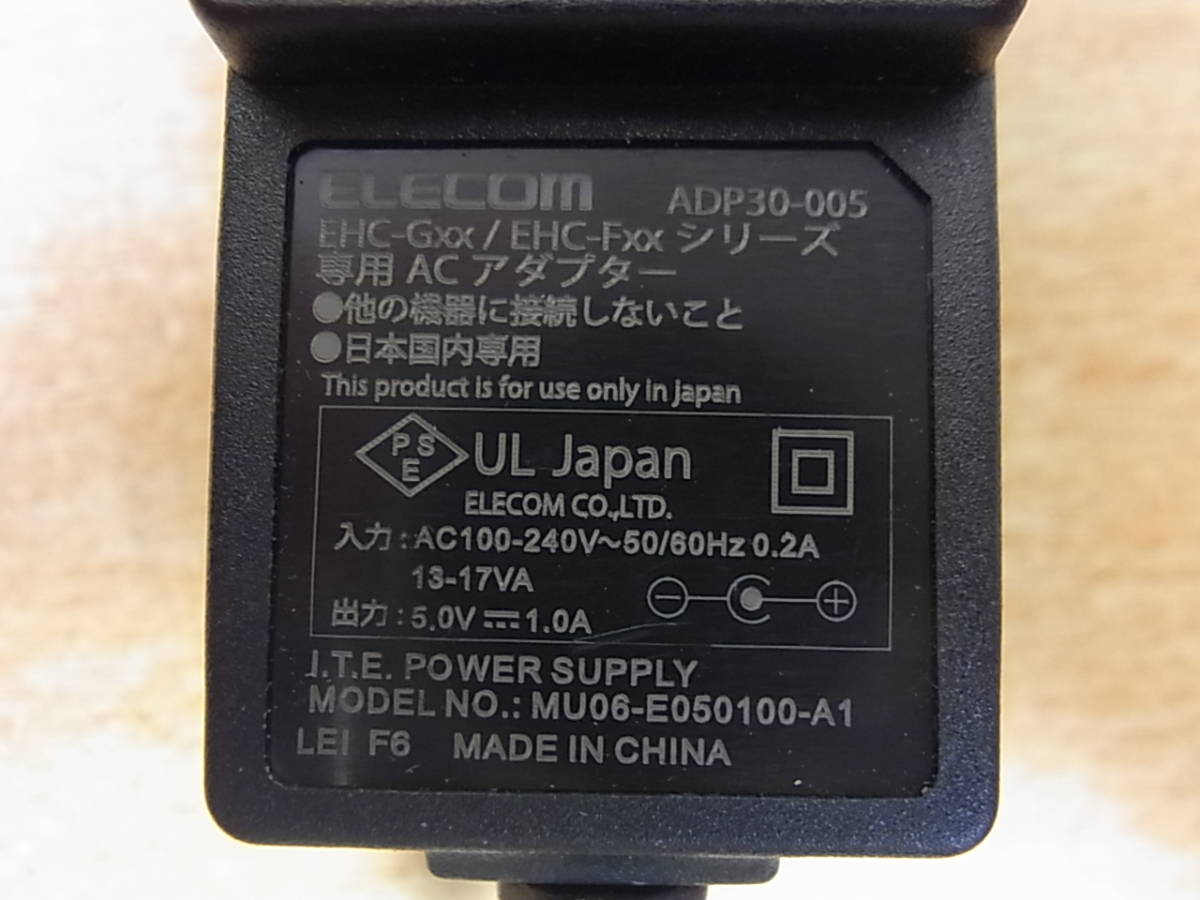 ELECOM ADP30-005
EHC-Gxx / EHC-Fxx シリーズ
専用 AC アダプター
●他の機器に接続しないこと
●日本国内専用
This product is for use only in japan
PSE UL Japan
ELECOM CO.,LTD.
入力:AC100-240V~50/60Hz 0.2A
13-17VA
出力:5.0V⎓1.0A
I.T.E. POWER SUPPLY
MODEL NO.: MU06-E050100-A1
LEI F6 MADE IN CHINA